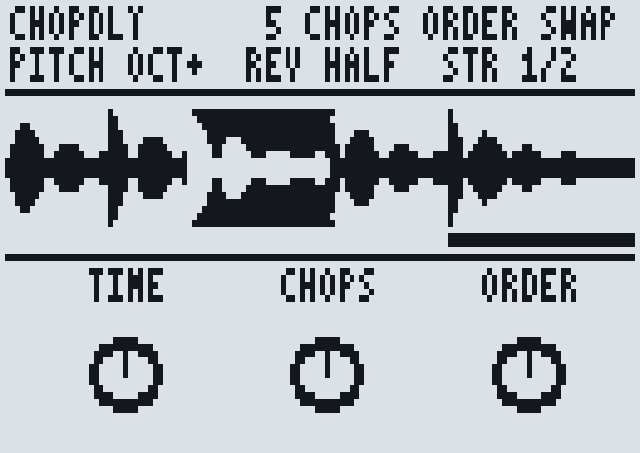 CHOPDLY 5 CHOPS ORDER SWAP
PITCH OCT+ REV HALF STR 1/2
TIME CHOPS ORDER